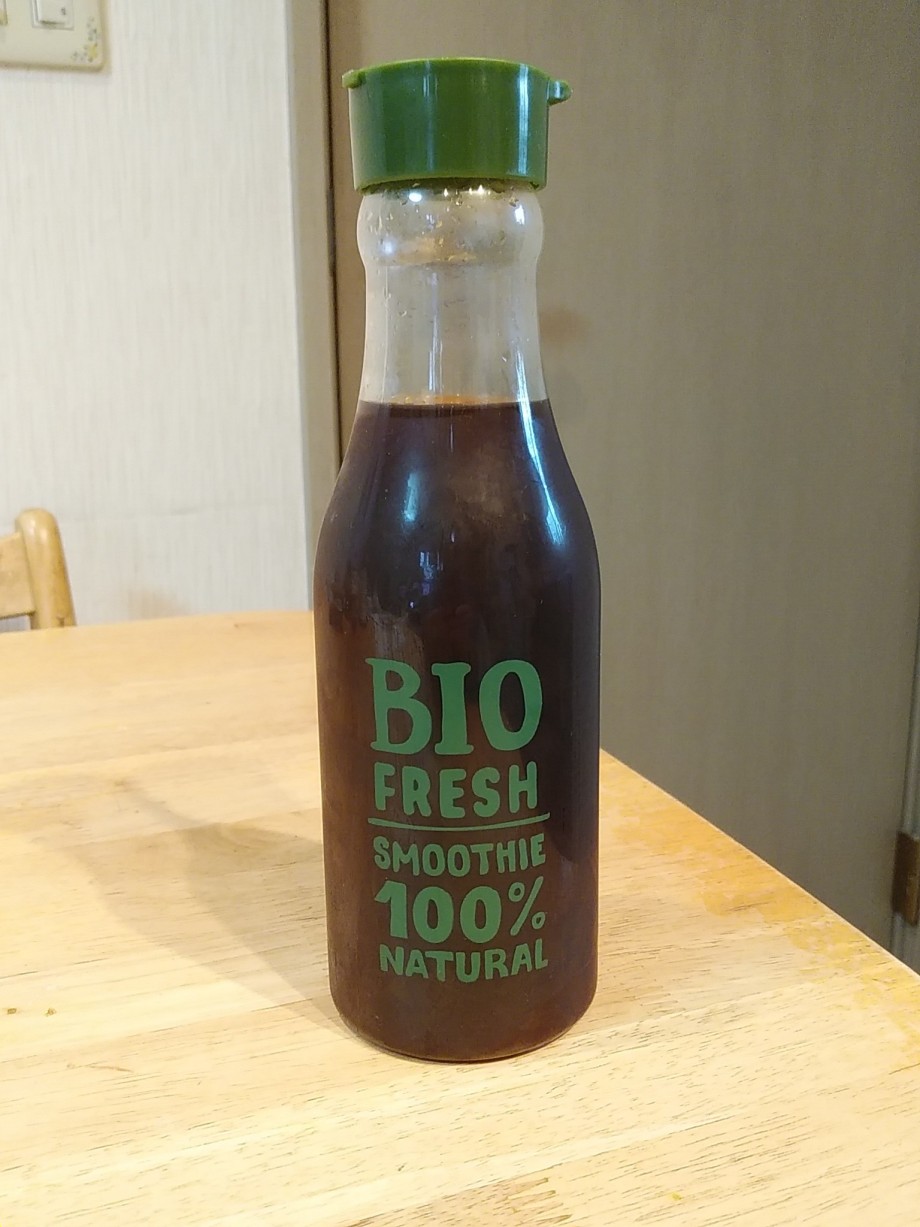 BIO
FRESH
SMOOTHIE
100%
NATURAL